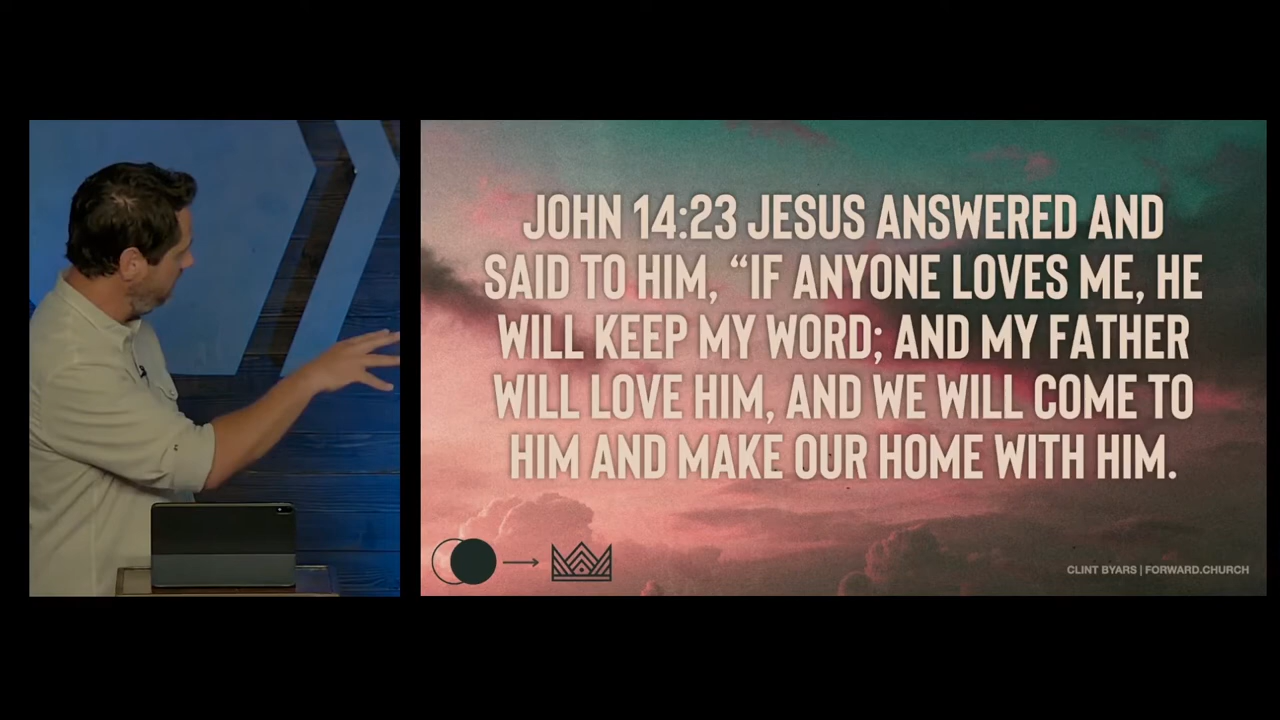 JOHN 14:23 JESUS ANSWERED AND
SAID TO HIM, “IF ANYONE LOVES ME, HE
WILL KEEP MY WORD; AND MY FATHER
WILL LOVE HIM, AND WE WILL COME TO
HIM AND MAKE OUR HOME WITH HIM.
CLINT BYARS | FORWARD.CHURCH